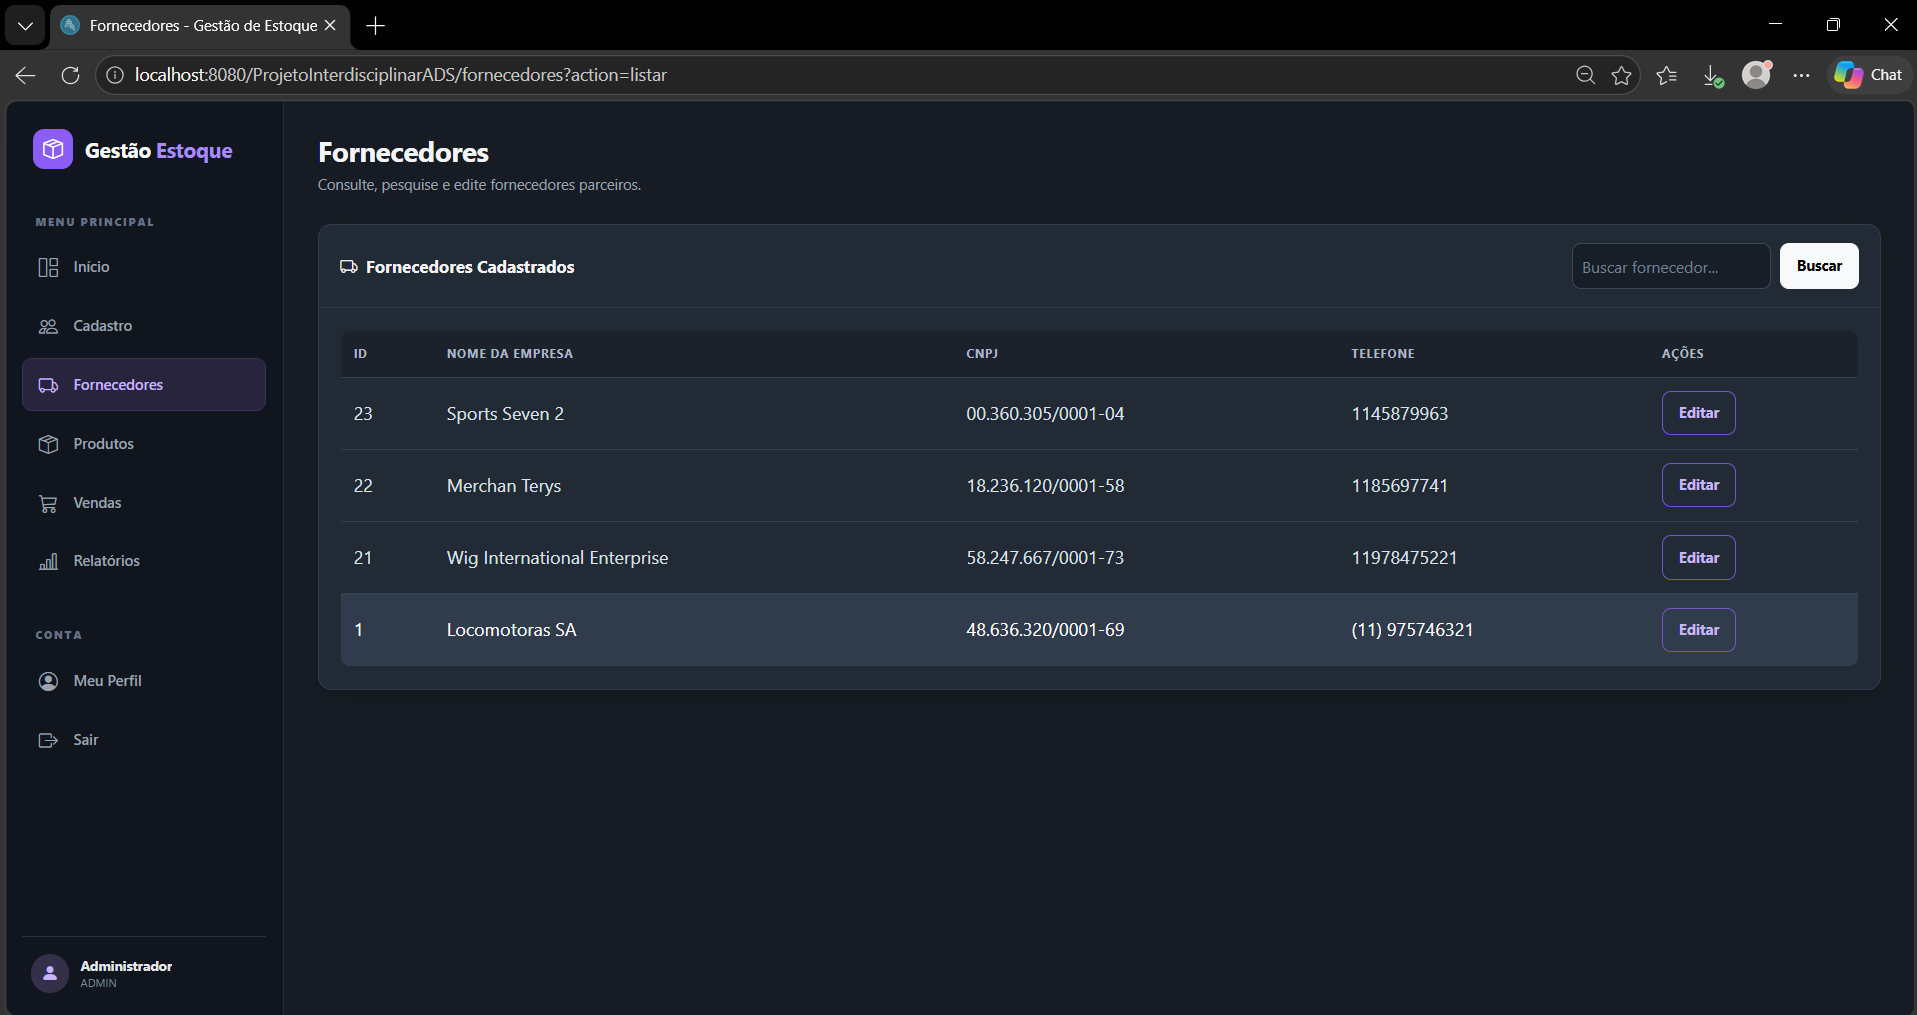 Fornecedores - Gestão de Estoque
localhost:8080/ProjetoInterdisciplinarADS/fornecedores?action=listar
Chat
Gestão Estoque
MENU PRINCIPAL
Início
Cadastro
Fornecedores
Produtos
Vendas
Relatórios
CONTA
Meu Perfil
Sair
Administrador
ADMIN
Fornecedores
Consulte, pesquise e edite fornecedores parceiros.
Fornecedores Cadastrados
Buscar fornecedor...
Buscar
ID NOME DA EMPRESA CNPJ TELEFONE AÇÕES
23 Sports Seven 2 00.360.305/0001-04 1145879963 Editar
22 Merchan Terys 18.236.120/0001-58 1185697741 Editar
21 Wig International Enterprise 58.247.667/0001-73 11978475221 Editar
1 Locomotoras SA 48.636.320/0001-69 (11) 975746321 Editar